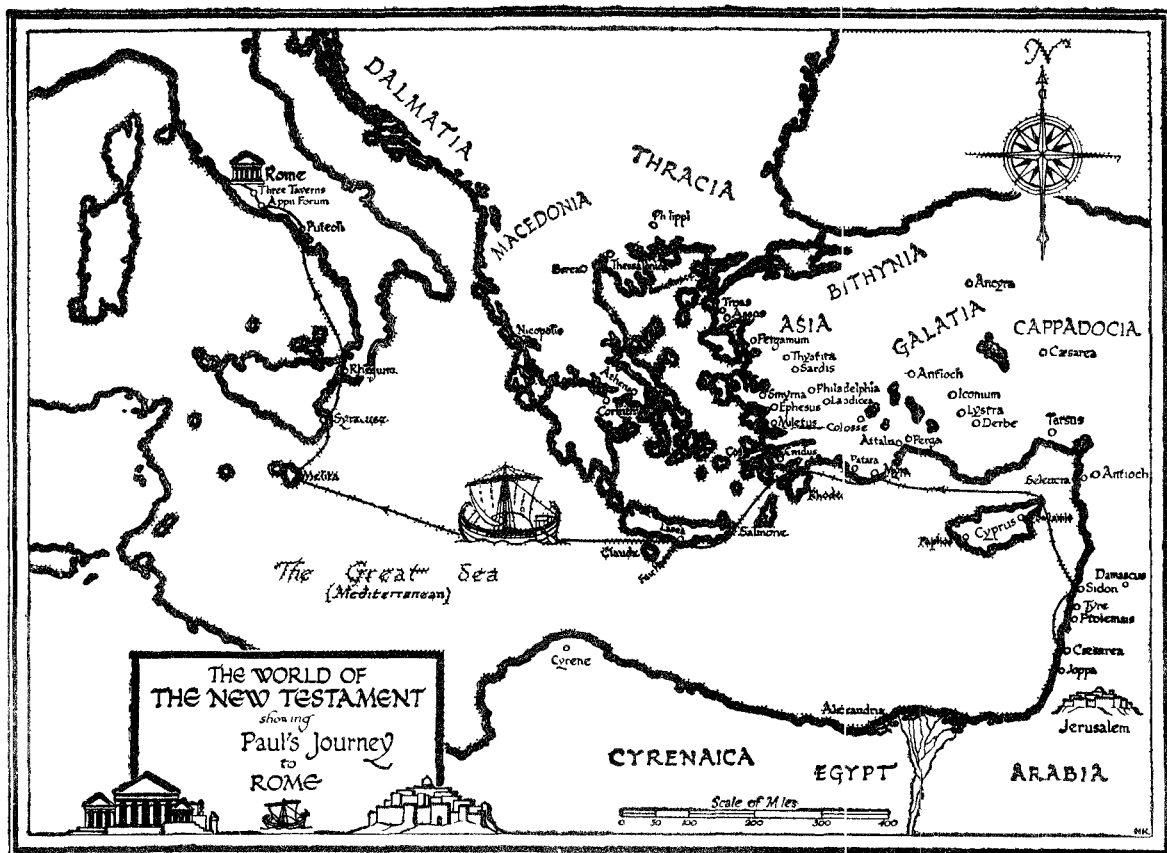 N
DALMATIA
THRACIA
MACEDONIA
Rome
Three Taverns
Appii Forum
Puteoli
Berea
Thessalonica
BITHYNIA
Ancyra
Troas
Assos
ASIA
GALATIA
CAPPADOCIA
Nicopolis
Pergamum
Thyatira
Sardis
Caesarea
Antioch
Rhegium
Athens
Corinth
Smyrna
Philadelphia
Laodicea
Ephesus
Miletus
Colosse
Iconium
Lystra
Derbe
Syracuse
Attalia
Perga
Tarsus
Melita
Cnidus
Patara
Myra
Rhodes
Seleucia
Antioch
Salmone
Lasea
Clauda
Cyprus
Paphos
Salamis
The Great Sea
(Mediterranean)
Damascus
Sidon
Tyre
Ptolemais
Caesarea
Joppa
Jerusalem
Cyrene
Alexandria
CYRENAICA
EGYPT
ARABIA
THE WORLD OF
THE NEW TESTAMENT
showing
Paul's Journey
to
ROME
Scale of Miles
0 50 100 200 300 400
MK